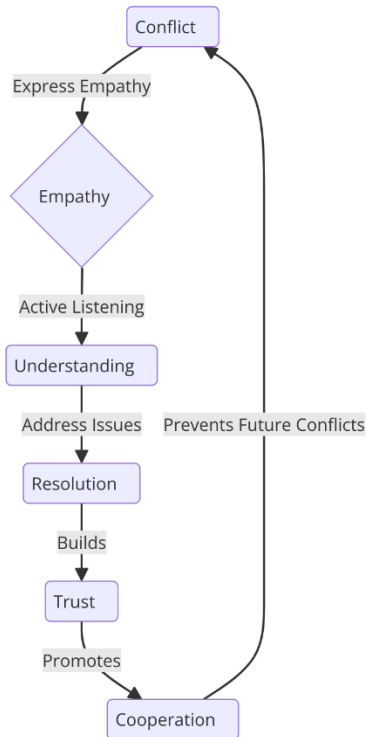 Conflict
Express Empathy
Empathy
Active Listening
Understanding
Address Issues
Prevents Future Conflicts
Resolution
Builds
Trust
Promotes
Cooperation